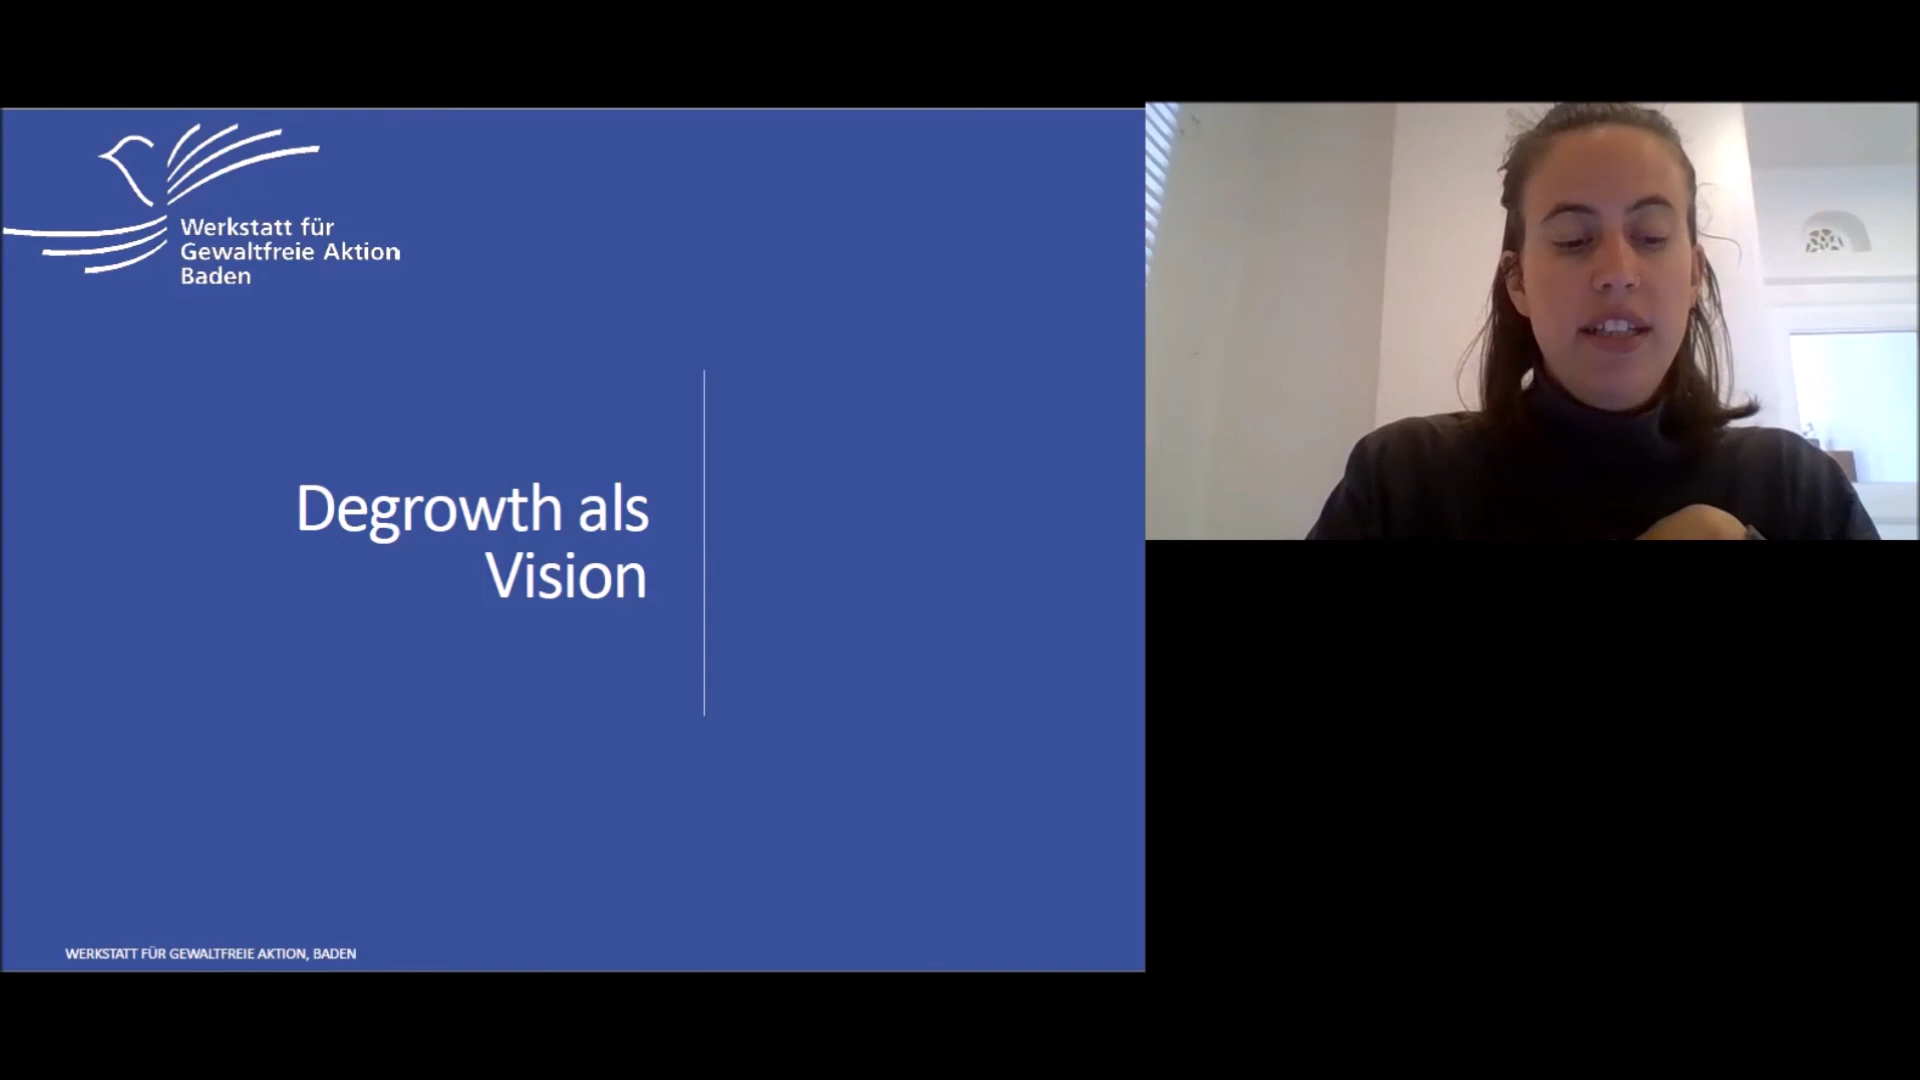 Werkstatt für
Gewaltfreie Aktion
Baden
Degrowth als
Vision
WERKSTATT FÜR GEWALTFREIE AKTION, BADEN